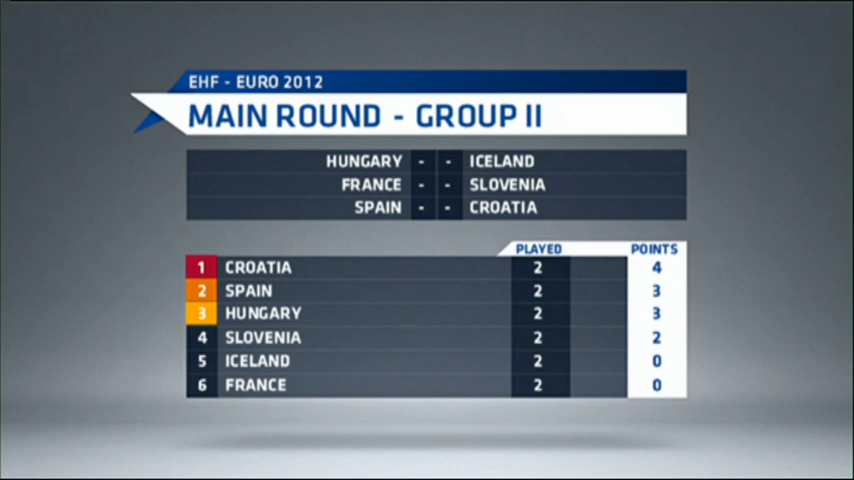 EHF - EURO 2012
MAIN ROUND - GROUP II
HUNGARY - - ICELAND
FRANCE - - SLOVENIA
SPAIN - - CROATIA
PLAYED POINTS
1 CROATIA 2 4
2 SPAIN 2 3
3 HUNGARY 2 3
4 SLOVENIA 2 2
5 ICELAND 2 0
6 FRANCE 2 0